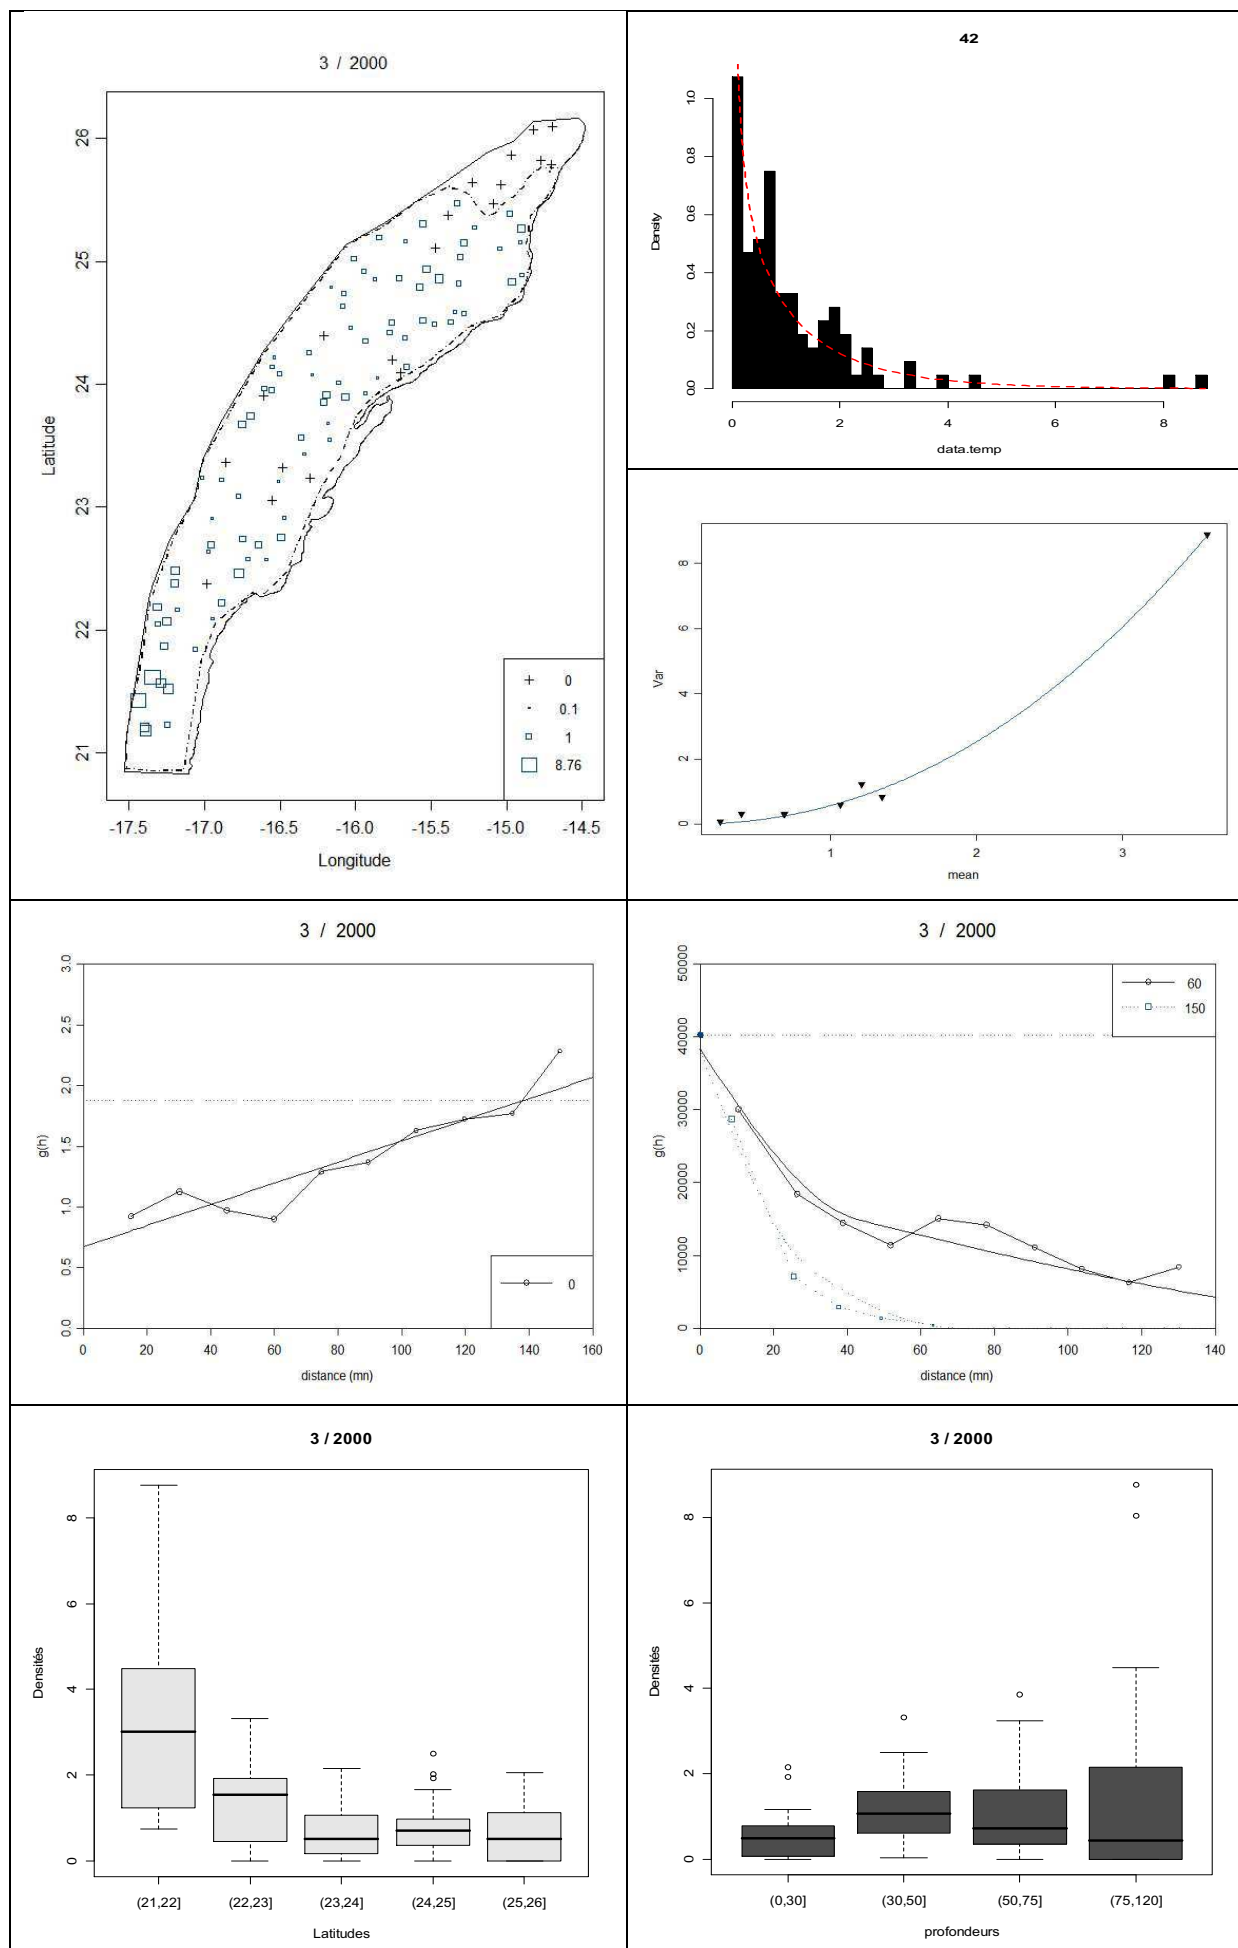 3 / 2000
Latitude
26
25
24
23
22
21
0
0.1
1
8.76
-17.5 -17.0 -16.5 -16.0 -15.5 -15.0 -14.5
Longitude
42
Density
1.0
0.8
0.6
0.4
0.2
0.0
0 2 4 6 8
data.temp
Var
8
6
4
2
0
1 2 3
mean
3 / 2000
g(h)
3.0
2.5
2.0
1.5
1.0
0.5
0.0
0
0 20 40 60 80 100 120 140 160
distance (mn)
3 / 2000
g(h)
50000
40000
30000
20000
10000
0
60
150
0 20 40 60 80 100 120 140
distance (mn)
3 / 2000
Densités
8
6
4
2
0
(21,22] (22,23] (23,24] (24,25] (25,26]
Latitudes
3 / 2000
Densités
8
6
4
2
0
(0,30] (30,50] (50,75] (75,120]
profondeurs